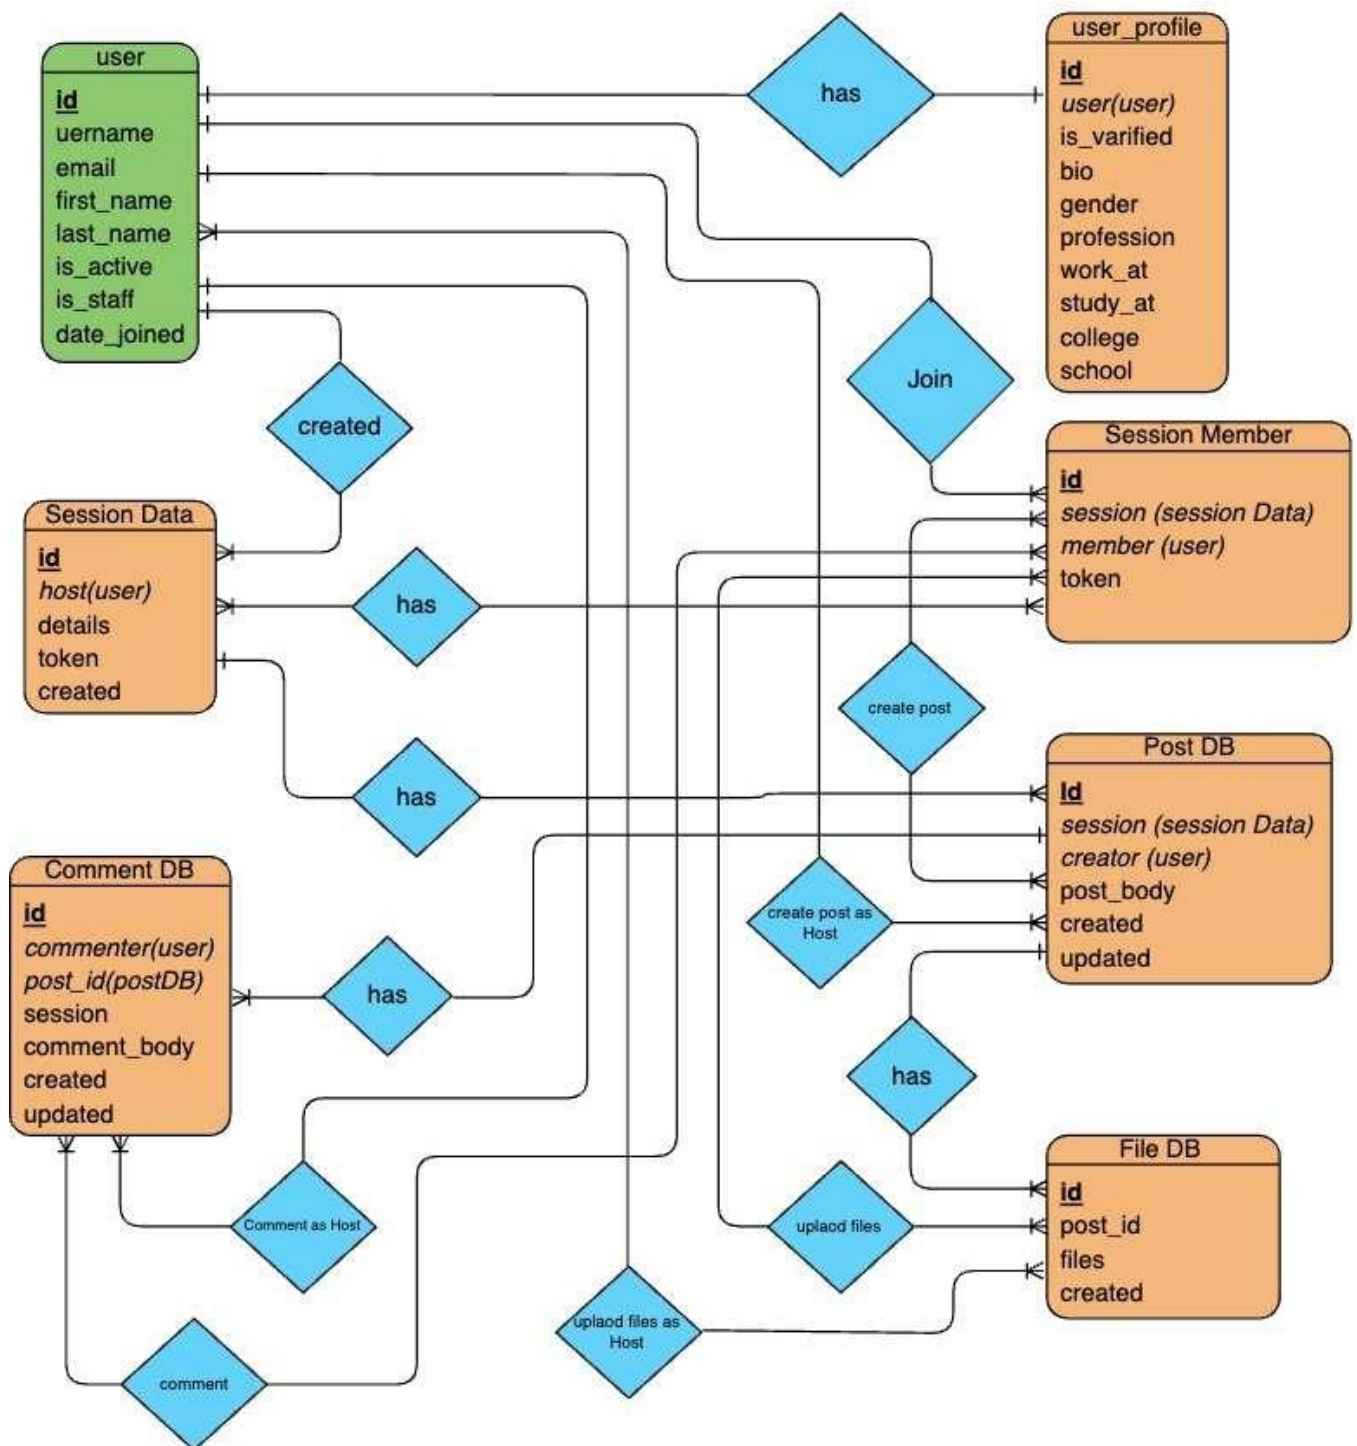 user
id
uername
email
first_name
last_name
is_active
is_staff
date_joined
has
user_profile
id
user(user)
is_varified
bio
gender
profession
work_at
study_at
college
school
created
Join
Session Member
id
session (session Data)
member (user)
token
Session Data
id
host(user)
details
token
created
has
create post
has
Post DB
Id
session (session Data)
creator (user)
post_body
created
updated
Comment DB
id
commenter(user)
post_id(postDB)
session
comment_body
created
updated
create post as
Host
has
has
File DB
id
post_id
files
created
Comment as Host
uplaod files
uplaod files as
Host
comment